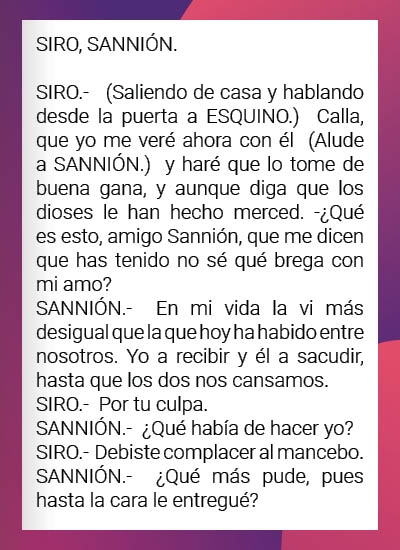 SIRO, SANNIÓN.
SIRO.- (Saliendo de casa y hablando
desde la puerta a ESQUINO.) Calla,
que yo me veré ahora con él (Alude
a SANNIÓN.) y haré que lo tome de
buena gana, y aunque diga que los
dioses le han hecho merced. -¿Qué
es esto, amigo Sannión, que me dicen
que has tenido no sé qué brega con
mi amo?
SANNIÓN.- En mi vida la vi más
desigual que la que hoy ha habido entre
nosotros. Yo a recibir y él a sacudir,
hasta que los dos nos cansamos.
SIRO.- Por tu culpa.
SANNIÓN.- ¿Qué había de hacer yo?
SIRO.- Debiste complacer al mancebo.
SANNIÓN.- ¿Qué más pude, pues
hasta la cara le entregué?